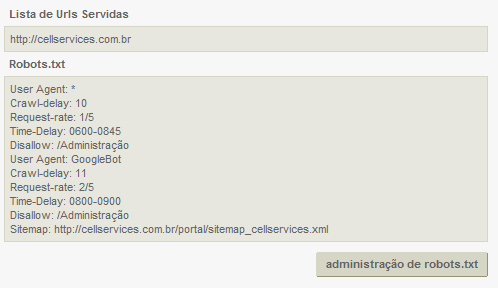 Lista de Urls Servidas
http://cellservices.com.br
Robots.txt
User Agent: *
Crawl-delay: 10
Request-rate: 1/5
Time-Delay: 0600-0845
Disallow: /Administração
User Agent: GoogleBot
Crawl-delay: 11
Request-rate: 2/5
Time-Delay: 0800-0900
Disallow: /Administração
Sitemap: http://cellservices.com.br/portal/sitemap_cellservices.xml
administração de robots.txt